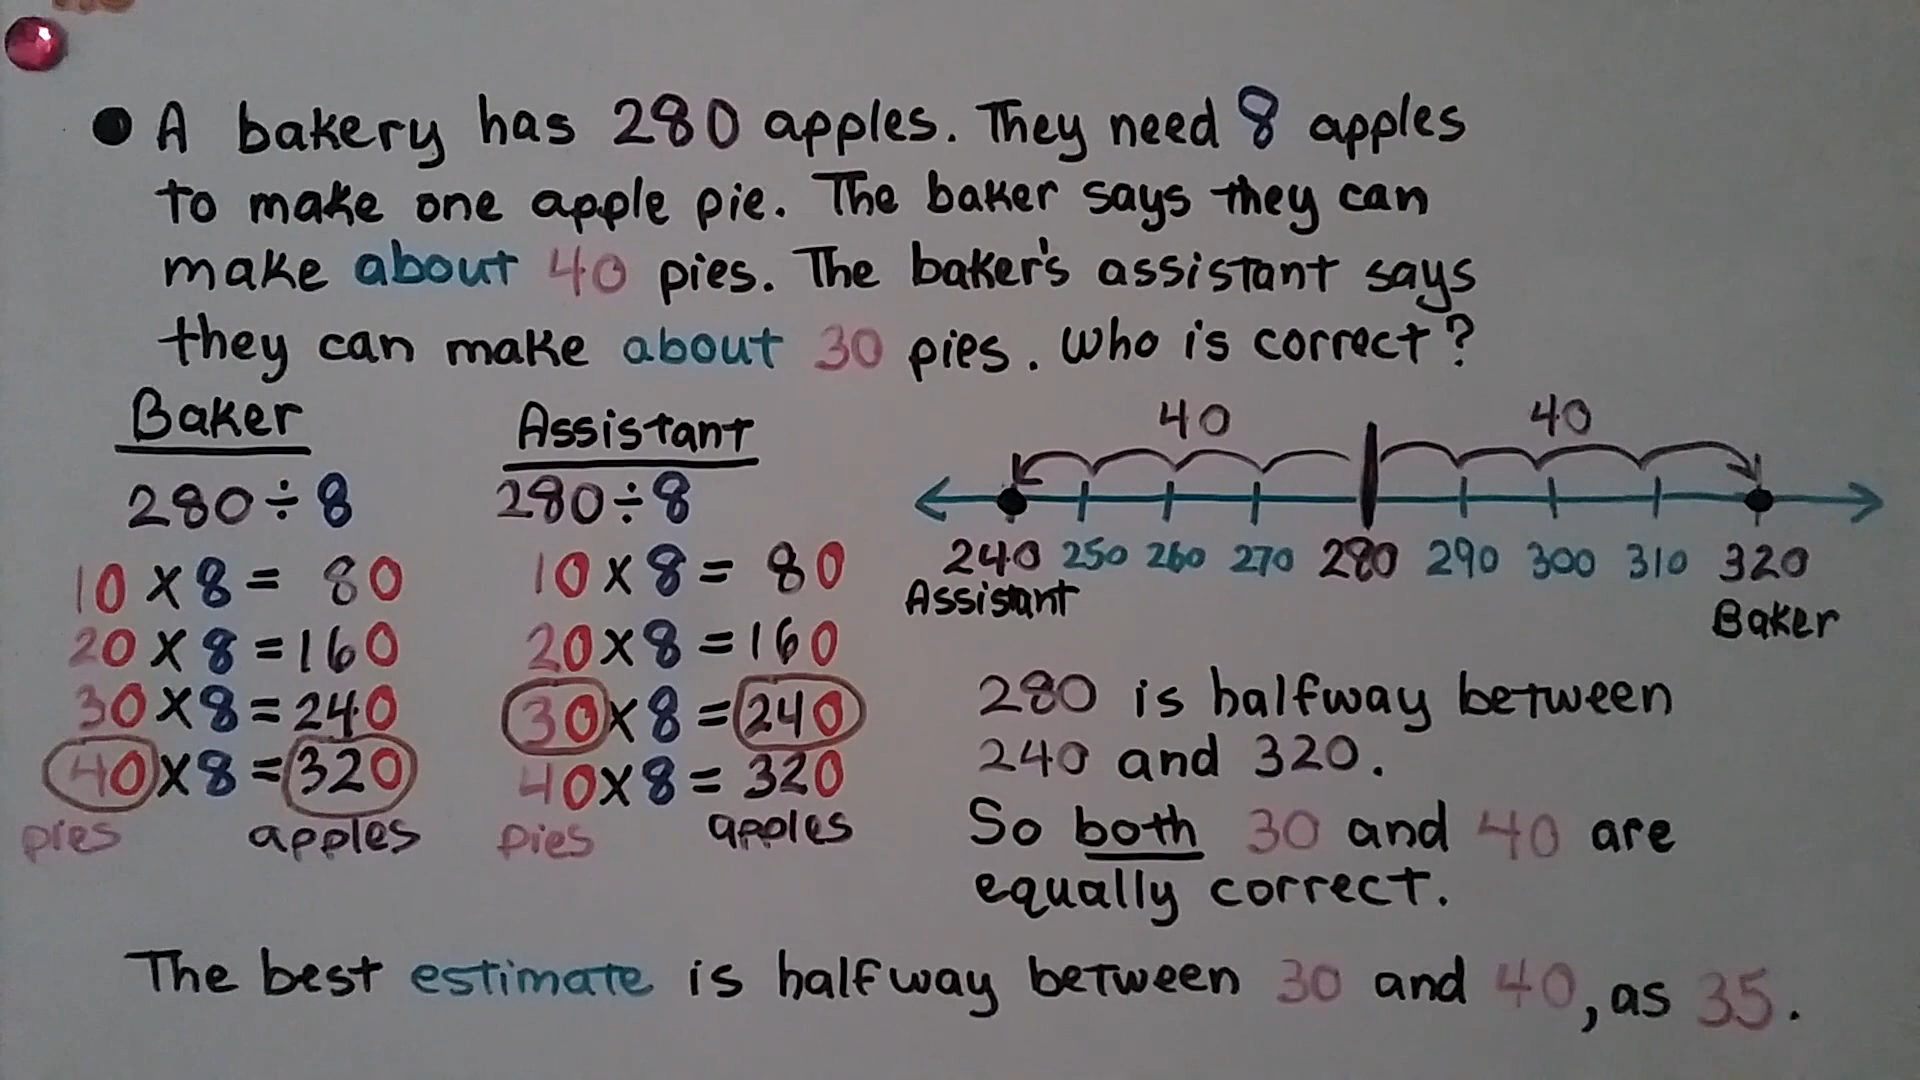 ● A bakery has 280 apples. They need 8 apples
to make one apple pie. The baker says they can
make about 40 pies. The baker's assistant says
they can make about 30 pies. Who is correct?
Baker
280÷8
10 x 8 = 80
20 x 8 = 160
30 x 8 = 240
40 x 8 = 320
pies apples
Assistant
280÷8
10 x 8 = 80
20 x 8 = 160
30 x 8 = 240
40 x 8 = 320
pies apples
40 40
240 250 260 270 280 290 300 310 320
Assistant Baker
280 is halfway between
240 and 320.
So both 30 and 40 are
equally correct.
The best estimate is halfway between 30 and 40, as 35.